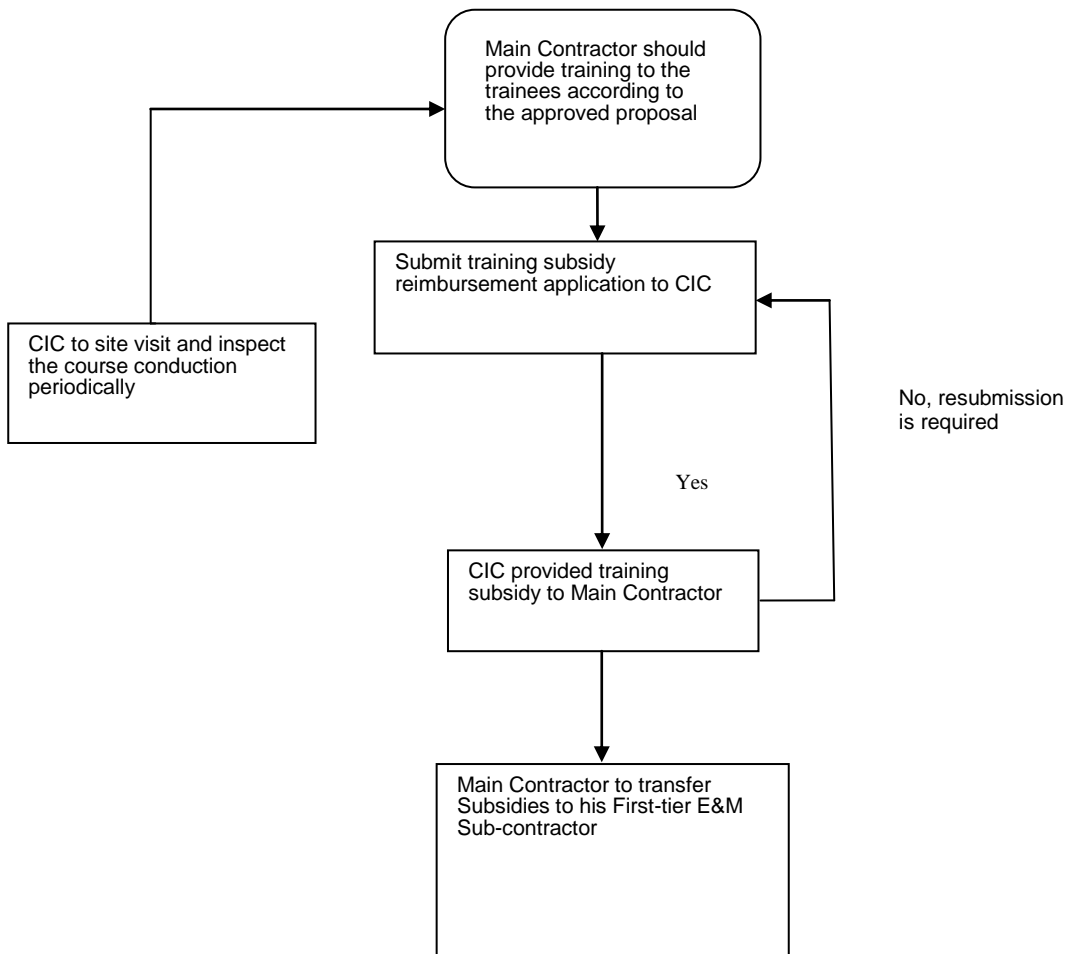 Main Contractor should
provide training to the
trainees according to
the approved proposal
Submit training subsidy
reimbursement application to CIC
CIC to site visit and inspect
the course conduction
periodically
No, resubmission
is required
Yes
CIC provided training
subsidy to Main Contractor
Main Contractor to transfer
Subsidies to his First-tier E&M
Sub-contractor